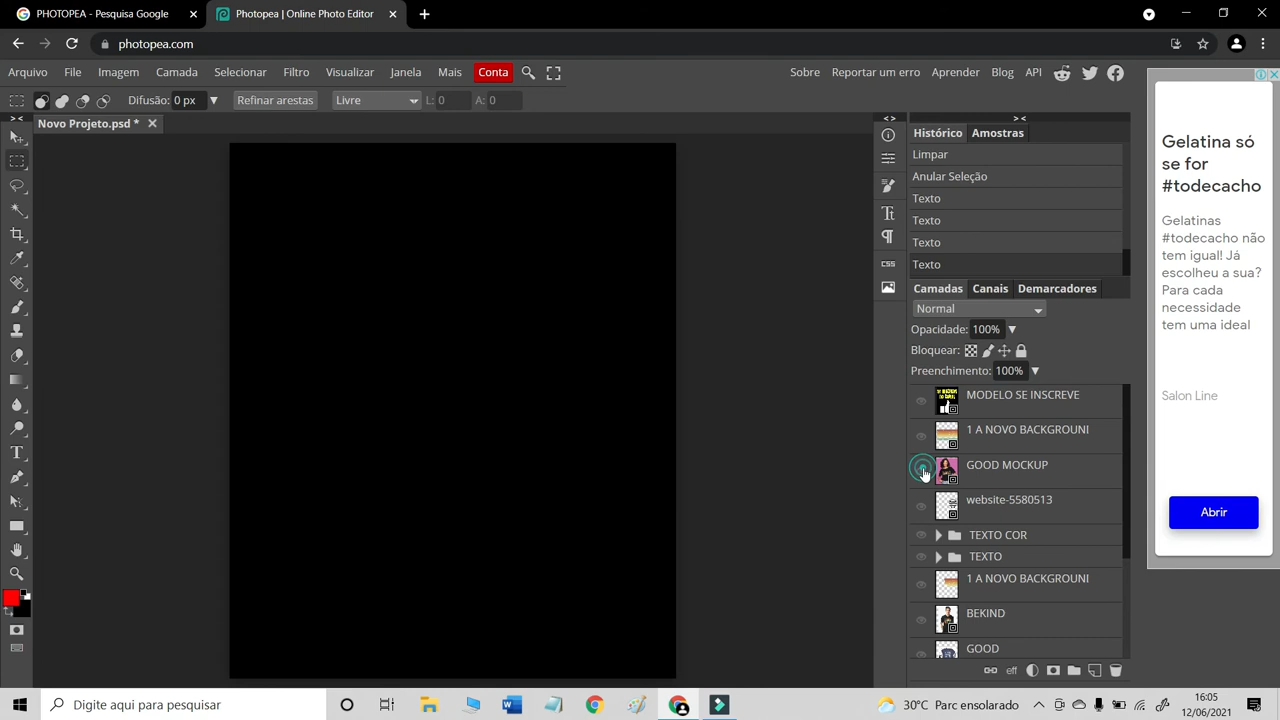 PHOTOPEA - Pesquisa Google
Photopea | Online Photo Editor
photopea.com
Arquivo File Imagem Camada Selecionar Filtro Visualizar Janela Mais Conta
Sobre Reportar um erro Aprender Blog API
Difusão: 0 px Refinar arestas Livre L: 0 A: 0
Novo Projeto.psd *
Histórico Amostras
Limpar
Anular Seleção
Texto
Texto
Texto
Texto
Camadas Canais Demarcadores
Normal
Opacidade: 100%
Bloquear:
Preenchimento: 100%
MODELO SE INSCREVE
1 A NOVO BACKGROUNI
GOOD MOCKUP
website-5580513
TEXTO COR
TEXTO
1 A NOVO BACKGROUNI
BEKIND
GOOD
css
eff
Gelatina só
se for
#todecacho
Gelatinas
#todecacho não
tem igual! Já
escolheu a sua?
Para cada
necessidade
tem uma ideal
Salon Line
Abrir
Digite aqui para pesquisar
30°C Parc ensolarado
16:05
12/06/2021